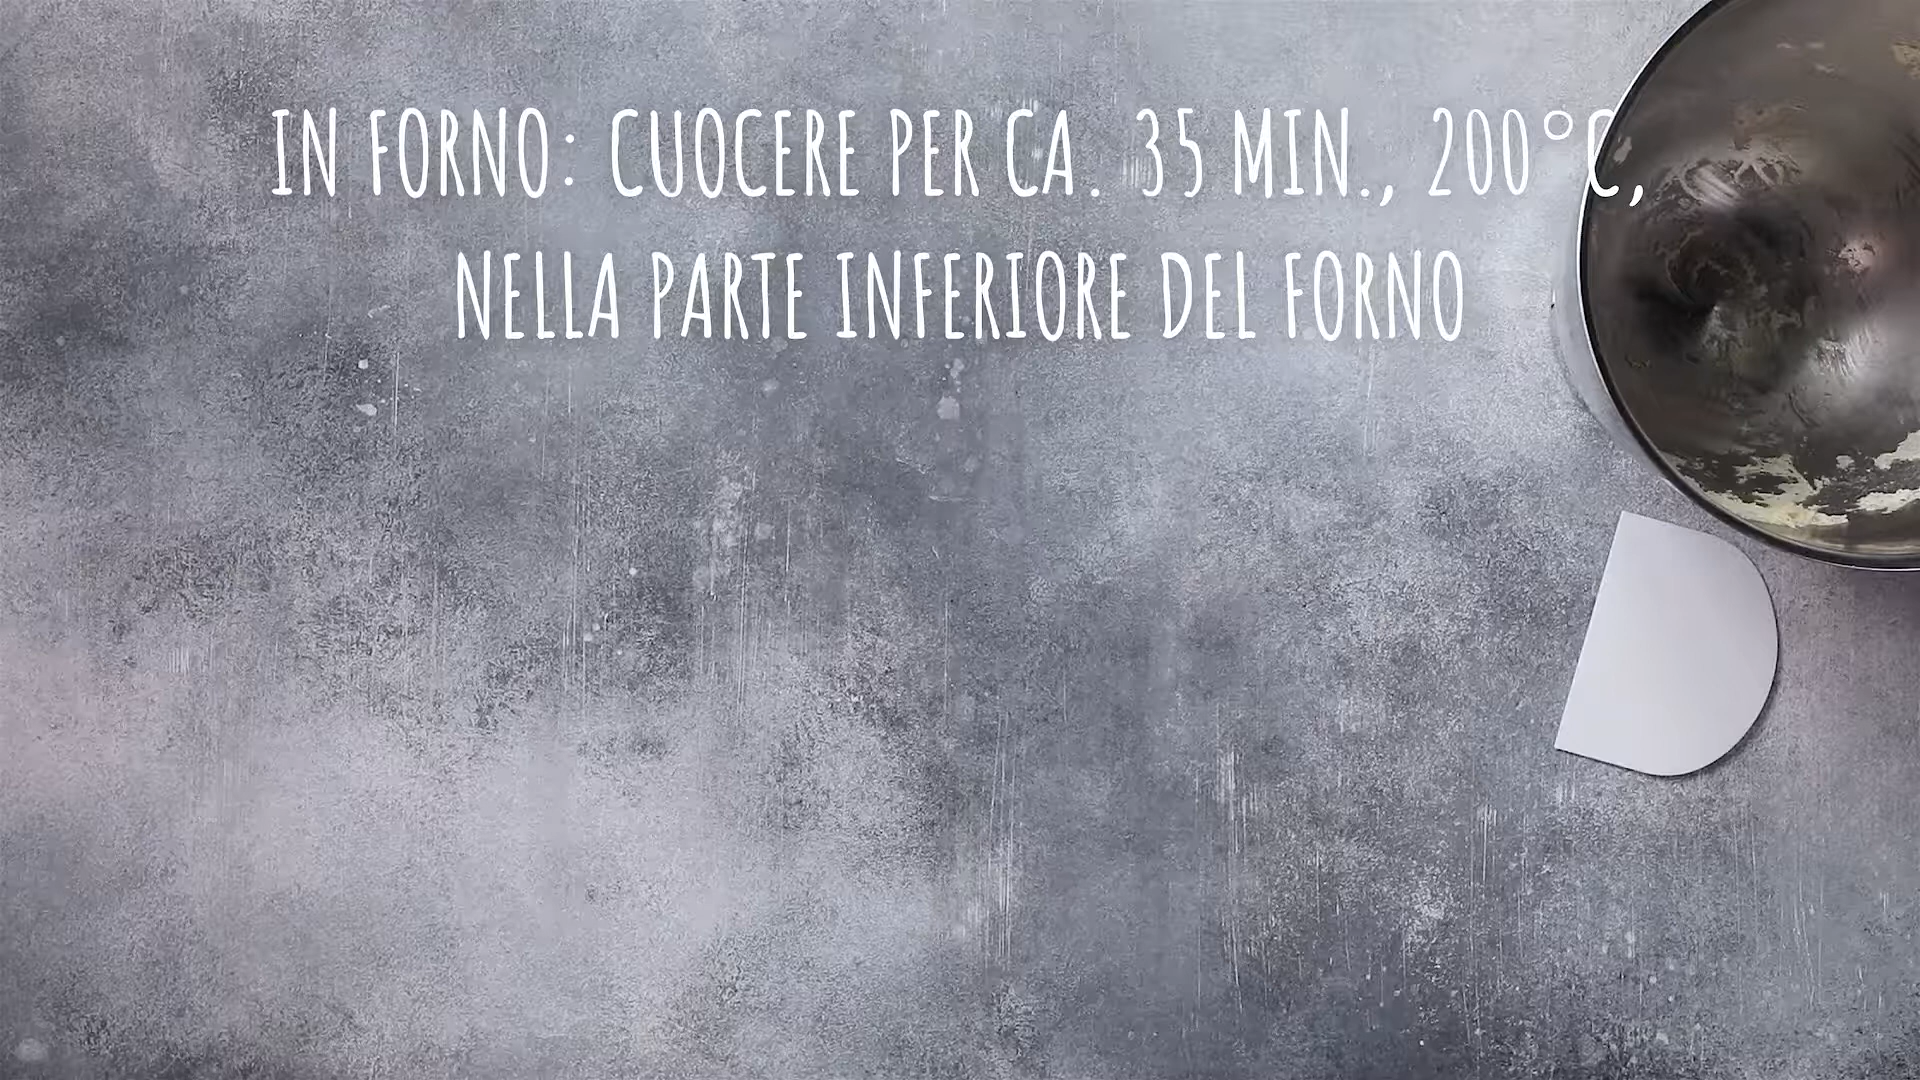 IN FORNO: CUOCERE PER CA. 35 MIN., 200°C,
NELLA PARTE INFERIORE DEL FORNO